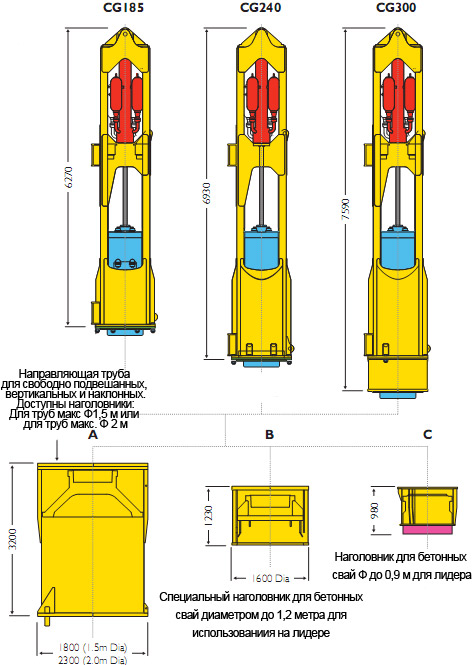 CG185
CG240
CG300
6270
6930
7590
Направляющая труба
для свободно подвешанных,
вертикальных и наклонных.
Доступны наголовники:
Для труб макс Ф1,5 м или
для труб макс. Ф 2 м
A
B
C
3200
1230
980
1800 (1.5m Dia)
2300 (2.0m Dia)
1600 Dia
Специальный наголовник для бетонных
свай диаметром до 1,2 метра для
использованияи на лидере
Наголовник для бетонных
свай Ф до 0,9 м для лидера